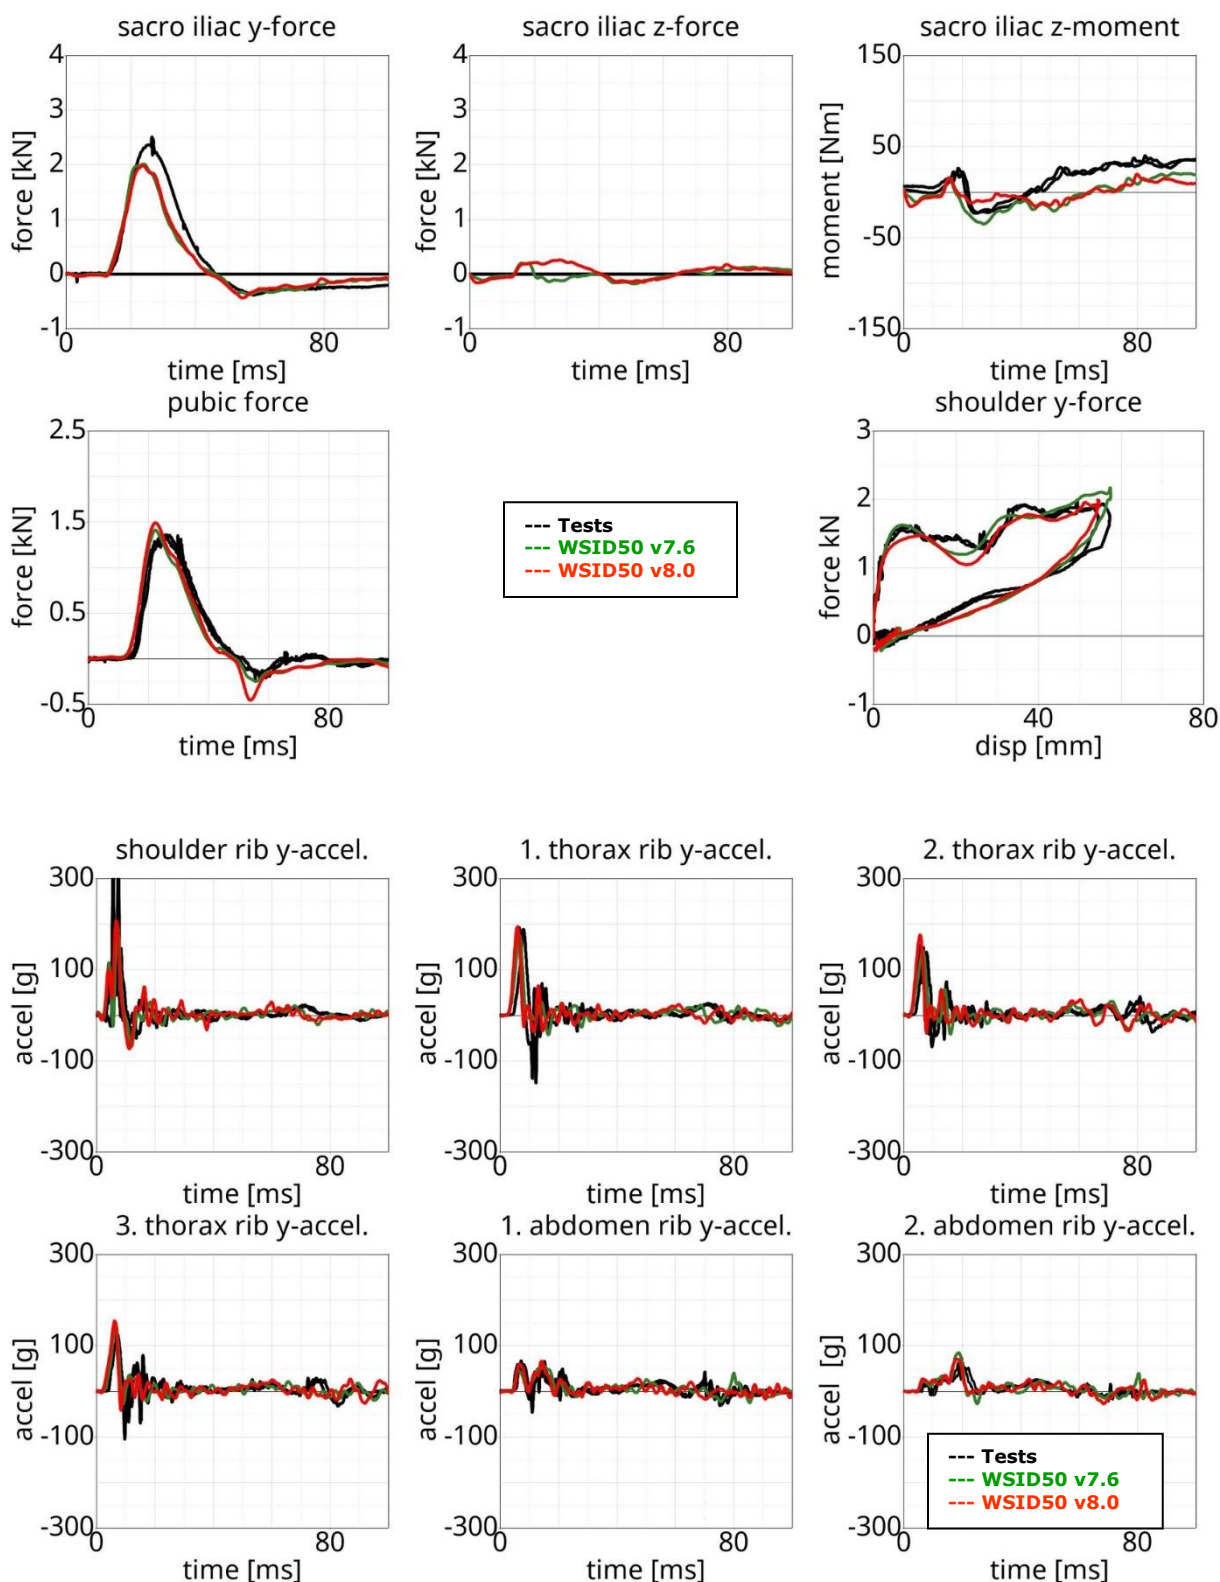 sacro iliac y-force
sacro iliac z-force
sacro iliac z-moment
4
3
2
1
0
-1
force [kN]
0
80
time [ms]
4
3
2
1
0
-1
force [kN]
0
80
time [ms]
150
50
-50
-150
moment [Nm]
0
80
time [ms]
pubic force
2.5
1.5
0.5
-0.5
force [kN]
0
80
time [ms]
--- Tests
--- WSID50 v7.6
--- WSID50 v8.0
shoulder y-force
3
2
1
0
-1
force kN
0
40
80
disp [mm]
shoulder rib y-accel.
300
100
-100
-300
accel [g]
0
80
time [ms]
1. thorax rib y-accel.
300
100
-100
-300
accel [g]
0
80
time [ms]
2. thorax rib y-accel.
300
100
-100
-300
accel [g]
0
80
time [ms]
3. thorax rib y-accel.
300
100
-100
-300
accel [g]
0
80
time [ms]
1. abdomen rib y-accel.
300
100
-100
-300
accel [g]
0
80
time [ms]
2. abdomen rib y-accel.
300
100
-100
-300
accel [g]
0
80
time [ms]
--- Tests
--- WSID50 v7.6
--- WSID50 v8.0